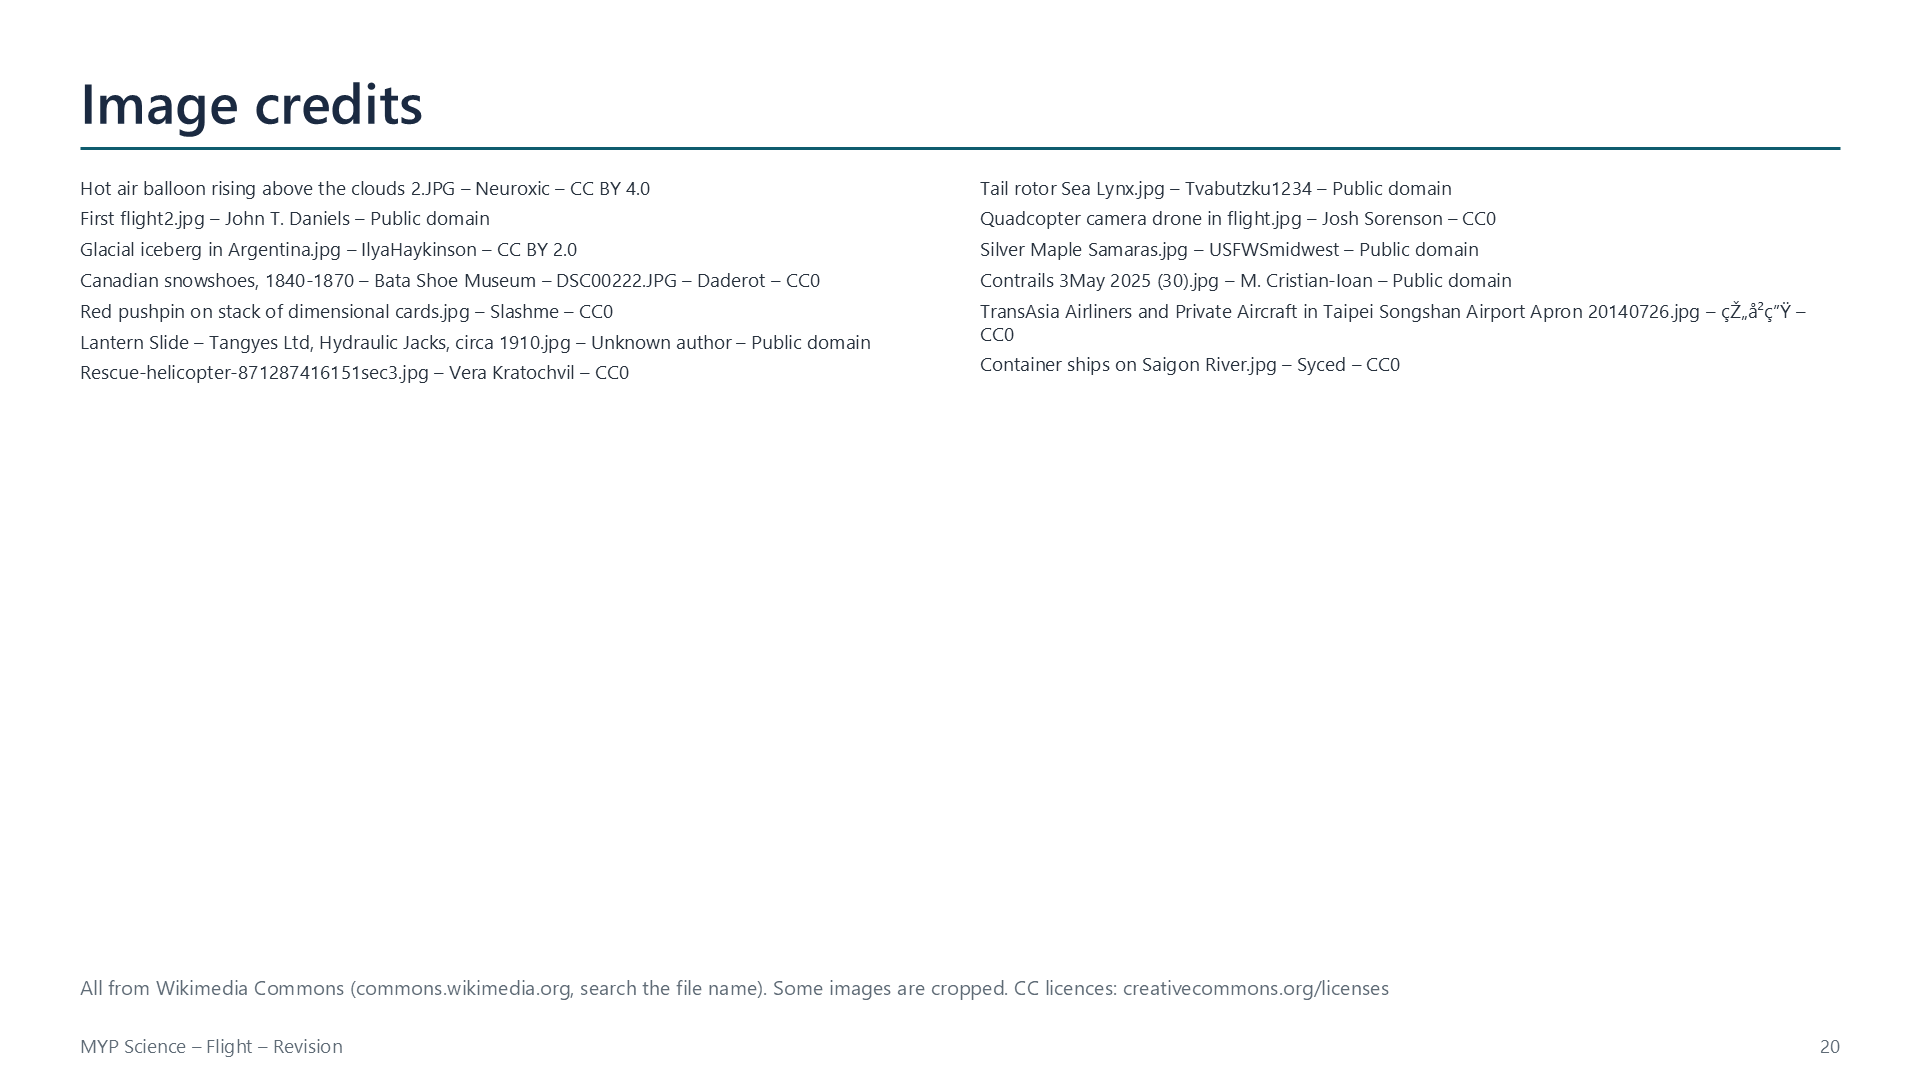 Image credits
Hot air balloon rising above the clouds 2.JPG – Neuroxic – CC BY 4.0
First flight2.jpg – John T. Daniels – Public domain
Glacial iceberg in Argentina.jpg – IlyaHaykinson – CC BY 2.0
Canadian snowshoes, 1840-1870 – Bata Shoe Museum – DSC00222.JPG – Daderot – CC0
Red pushpin on stack of dimensional cards.jpg – Slashme – CC0
Lantern Slide – Tangyes Ltd, Hydraulic Jacks, circa 1910.jpg – Unknown author – Public domain
Rescue-helicopter-871287416151sec3.jpg – Vera Kratochvil – CC0
Tail rotor Sea Lynx.jpg – Tvabutzku1234 – Public domain
Quadcopter camera drone in flight.jpg – Josh Sorenson – CC0
Silver Maple Samaras.jpg – USFWSmidwest – Public domain
Contrails 3May 2025 (30).jpg – M. Cristian-Ioan – Public domain
TransAsia Airliners and Private Aircraft in Taipei Songshan Airport Apron 20140726.jpg – çŽ„å²ç”Ÿ –
CC0
Container ships on Saigon River.jpg – Syced – CC0
All from Wikimedia Commons (commons.wikimedia.org, search the file name). Some images are cropped. CC licences: creativecommons.org/licenses
MYP Science – Flight – Revision
20